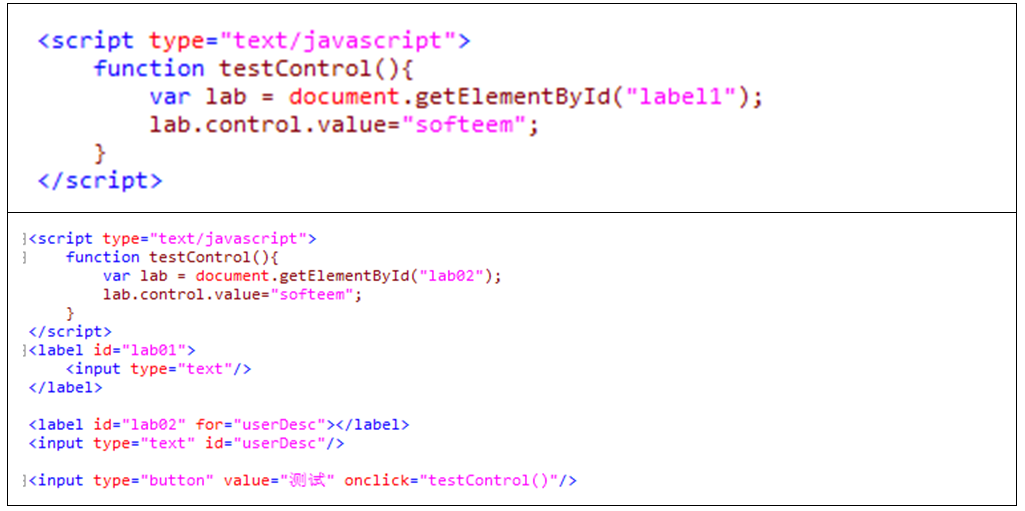 <script type="text/javascript">
    function testControl(){
        var lab = document.getElementById("label1");
        lab.control.value="softeem";
    }
</script>
<script type="text/javascript">
    function testControl(){
        var lab = document.getElementById("lab02");
        lab.control.value="softeem";
    }
</script>
<label id="lab01">
    <input type="text"/>
</label>
<label id="lab02" for="userDesc"></label>
<input type="text" id="userDesc"/>
<input type="button" value="测试" onclick="testControl()"/>